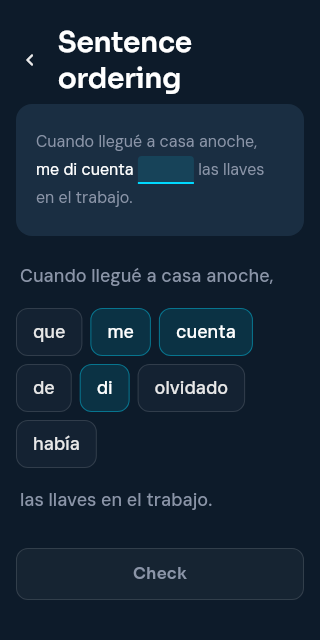 Sentence
ordering
Cuando llegué a casa anoche,
me di cuenta las llaves
en el trabajo.
Cuando llegué a casa anoche,
que me cuenta
de di olvidado
había
las llaves en el trabajo.
Check